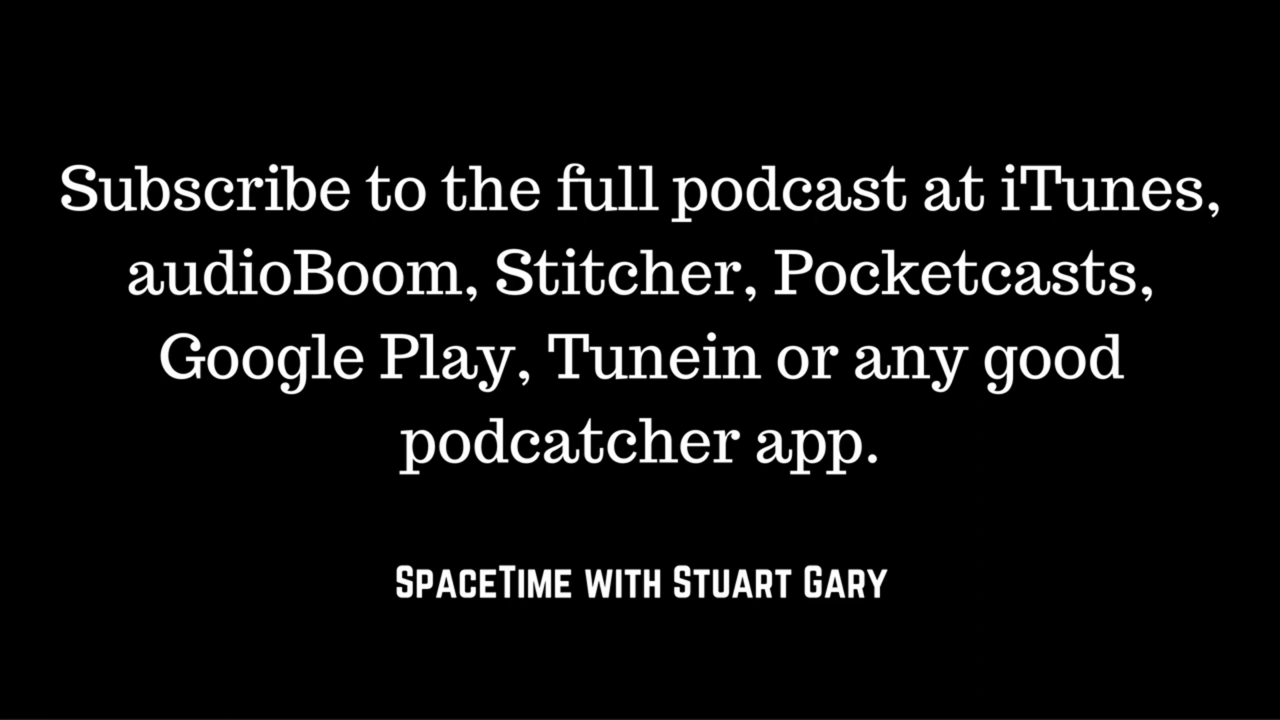 Subscribe to the full podcast at iTunes,
audioBoom, Stitcher, Pocketcasts,
Google Play, Tunein or any good
podcatcher app.
SpaceTime with Stuart Gary